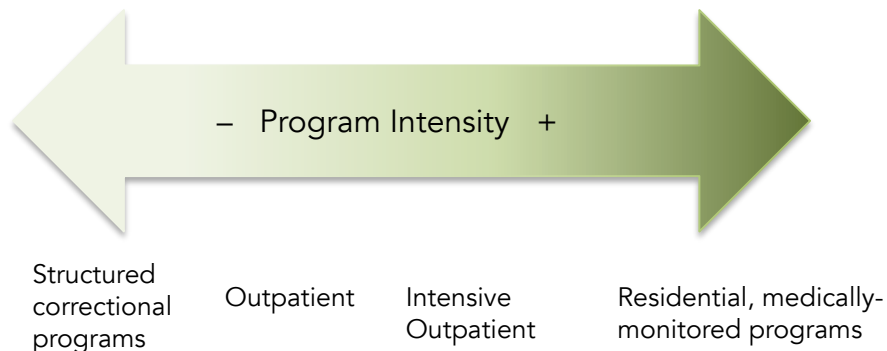 – Program Intensity +
Structured
correctional
programs
Outpatient
Intensive
Outpatient
Residential, medically-
monitored programs